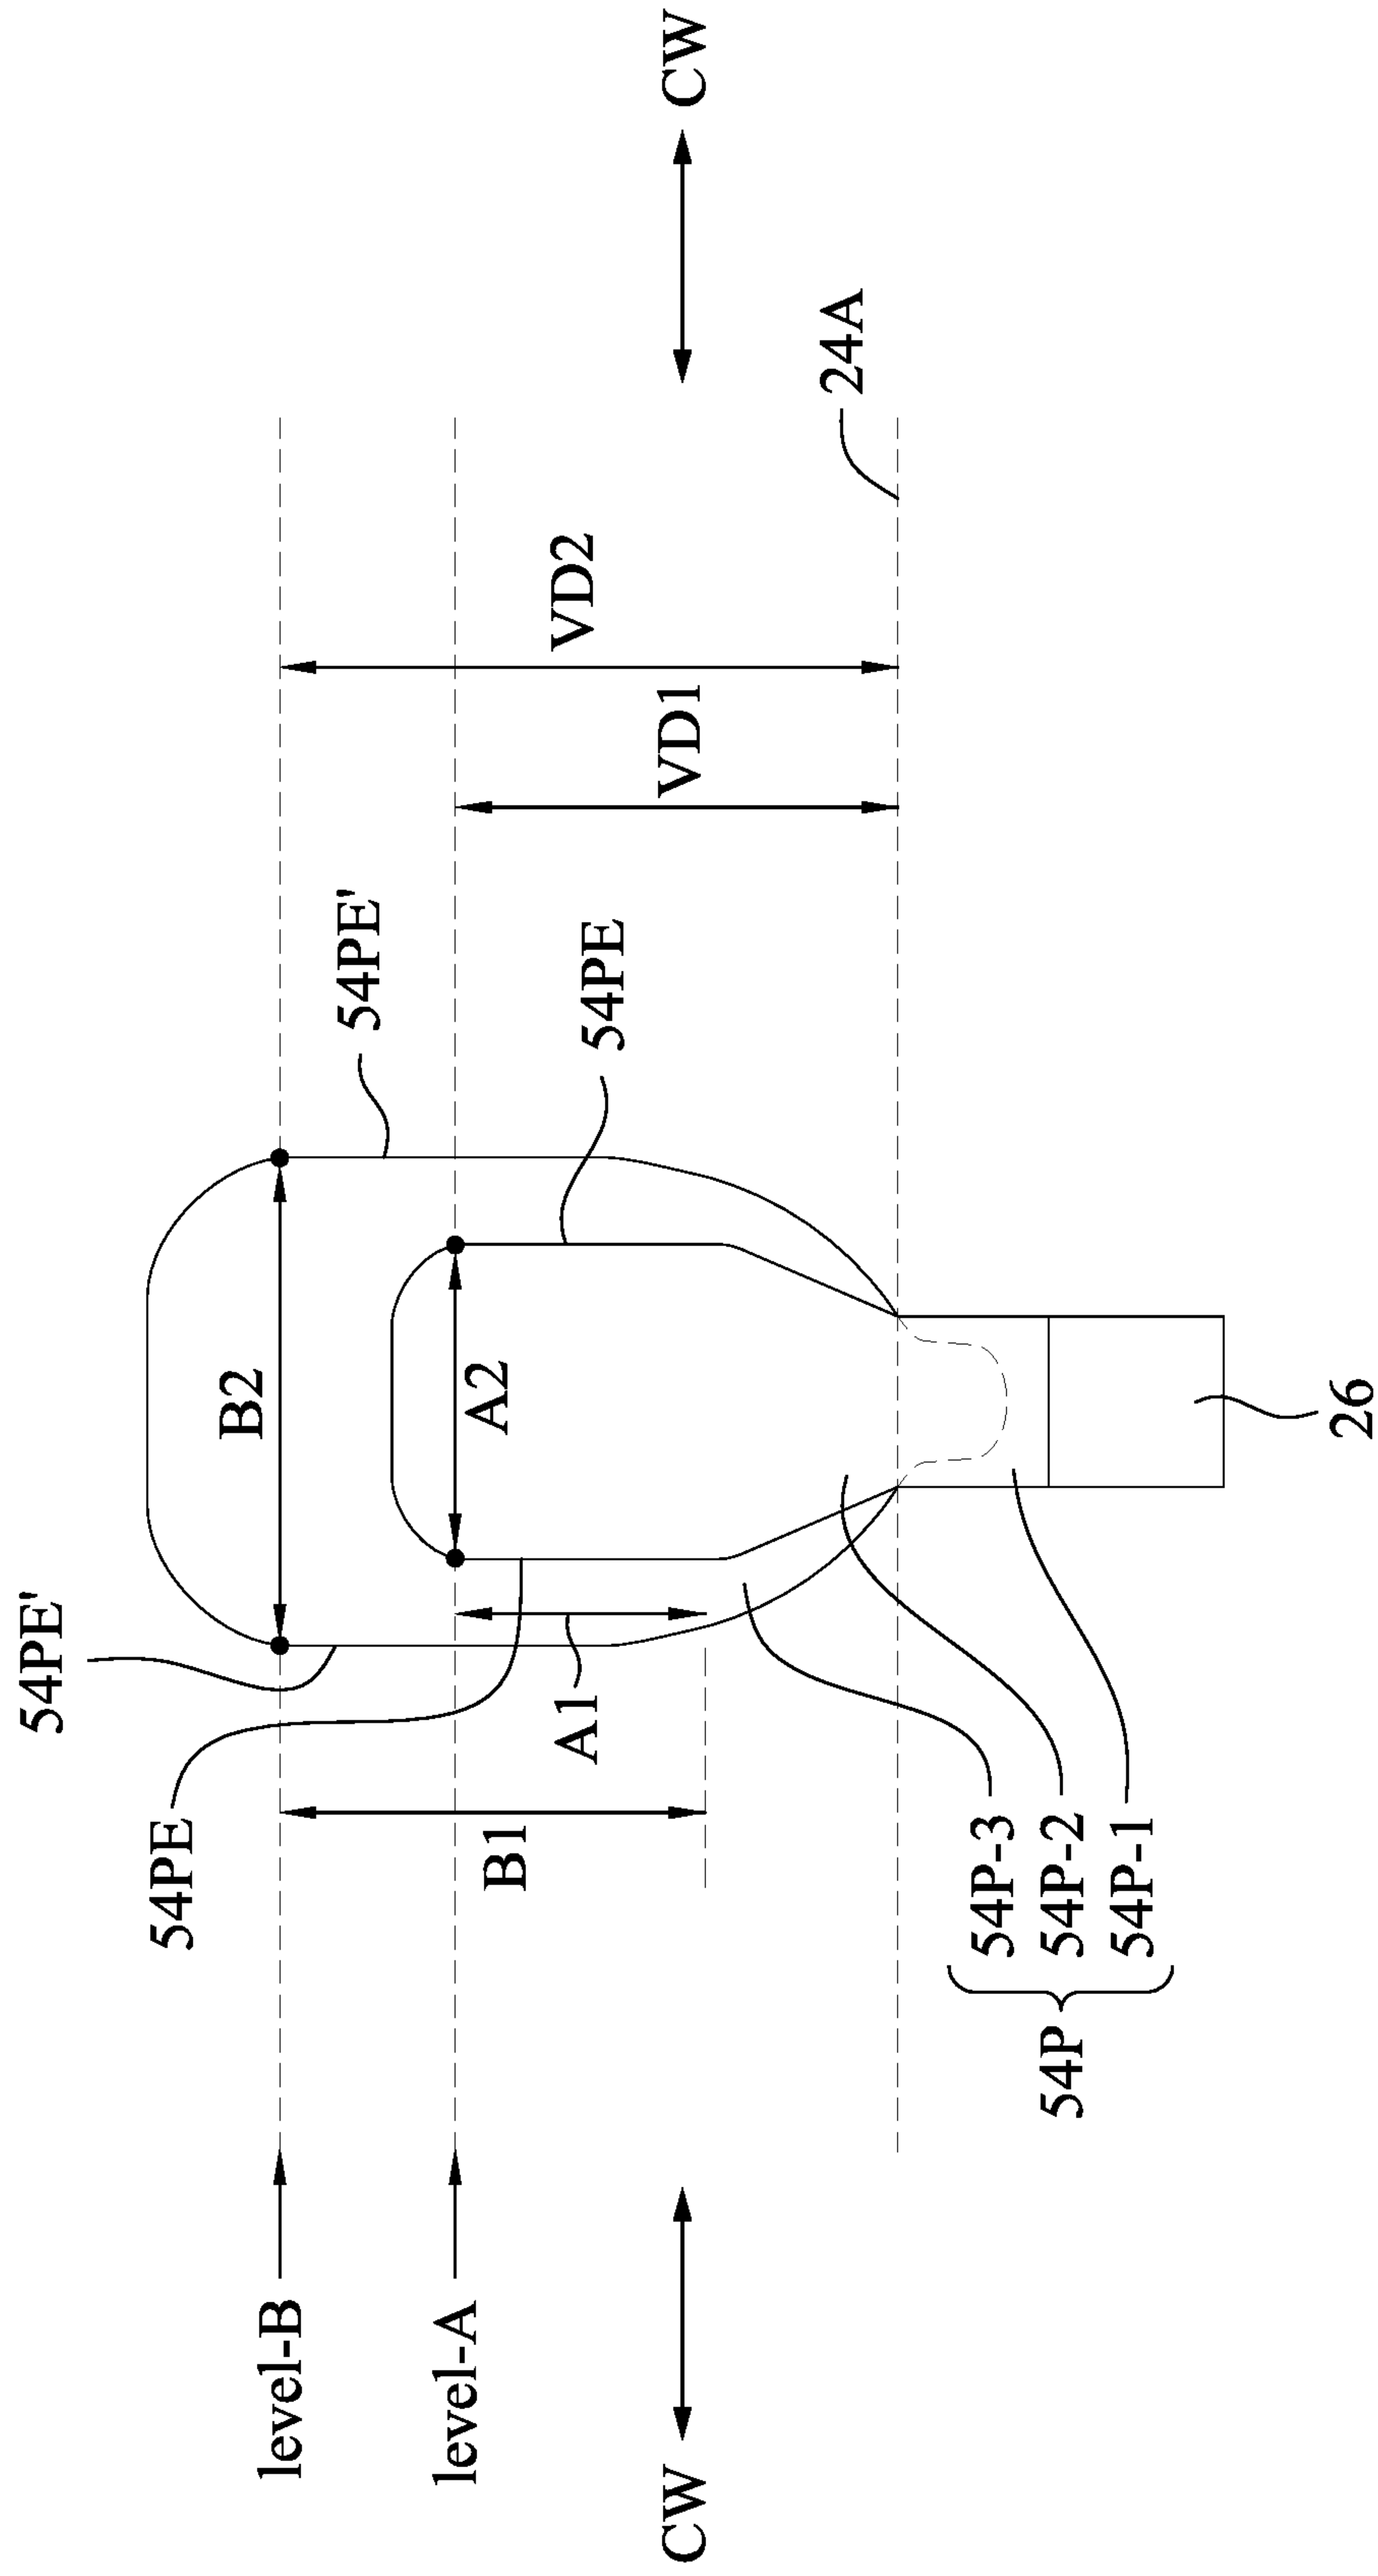 level-B
level-A
CW
54PE'
54PE
B1
A1
B2
A2
54PE'
54PE
VD1
VD2
24A
CW
54P
54P-3
54P-2
54P-1
26